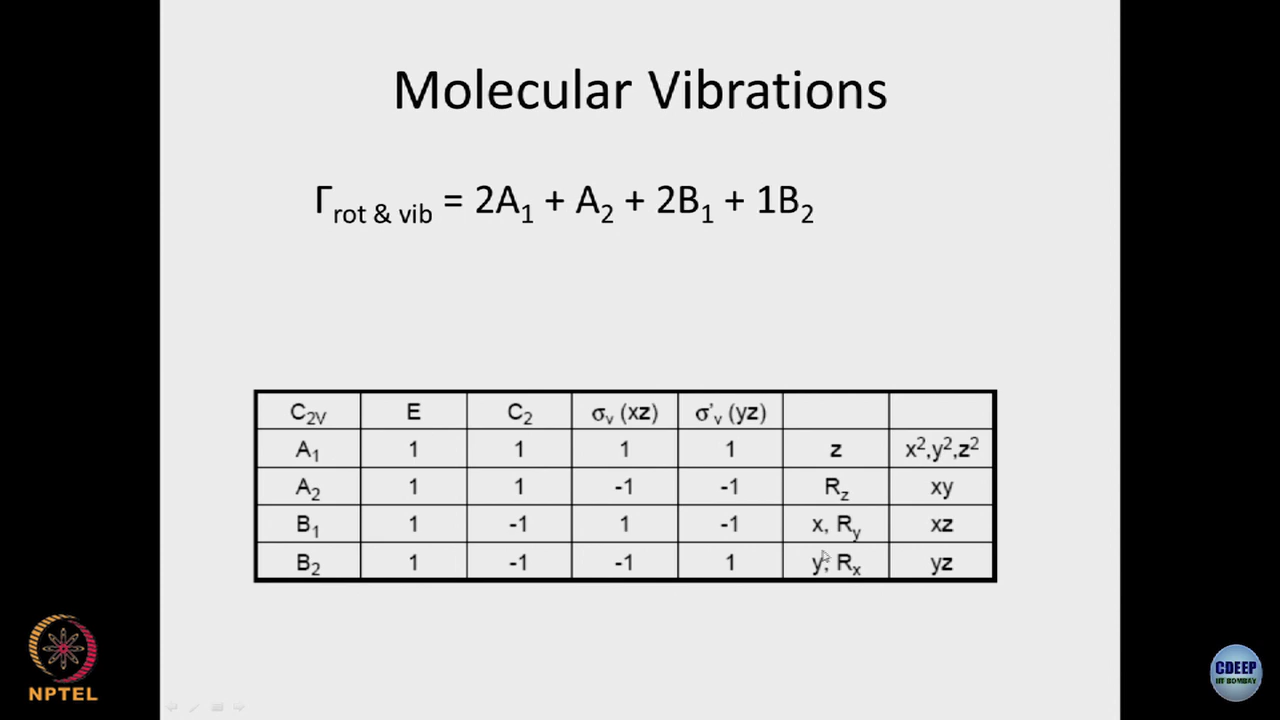 Molecular Vibrations
Γrot & vib = 2A1 + A2 + 2B1 + 1B2
C2V E C2 σv (xz) σ'v (yz)
A1 1 1 1 1 z x²,y²,z²
A2 1 1 -1 -1 Rz xy
B1 1 -1 1 -1 x, Ry xz
B2 1 -1 -1 1 y, Rx yz
NPTEL
CDEEP
IIT BOMBAY